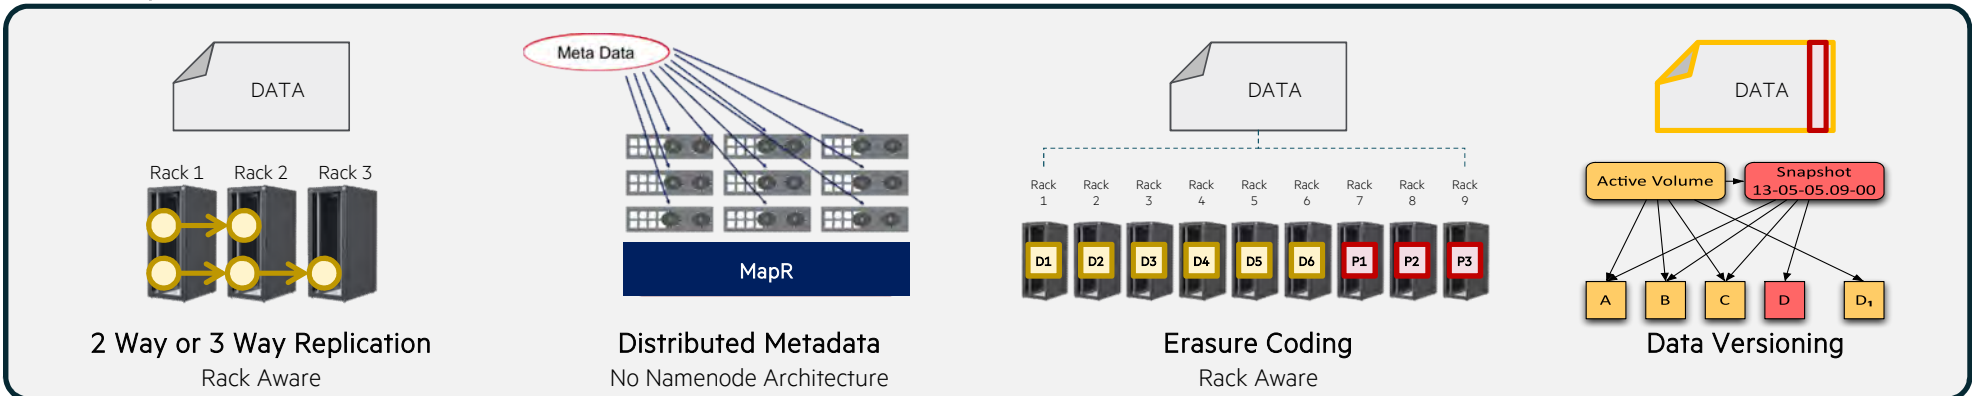 DATA
Rack 1
Rack 2
Rack 3
2 Way or 3 Way Replication
Rack Aware
Meta Data
MapR
Distributed Metadata
No Namenode Architecture
DATA
Rack
1
Rack
2
Rack
3
Rack
4
Rack
5
Rack
6
Rack
7
Rack
8
Rack
9
D1
D2
D3
D4
D5
D6
P1
P2
P3
Erasure Coding
Rack Aware
DATA
Active Volume
Snapshot
13-05-05.09-00
A
B
C
D
D₁
Data Versioning